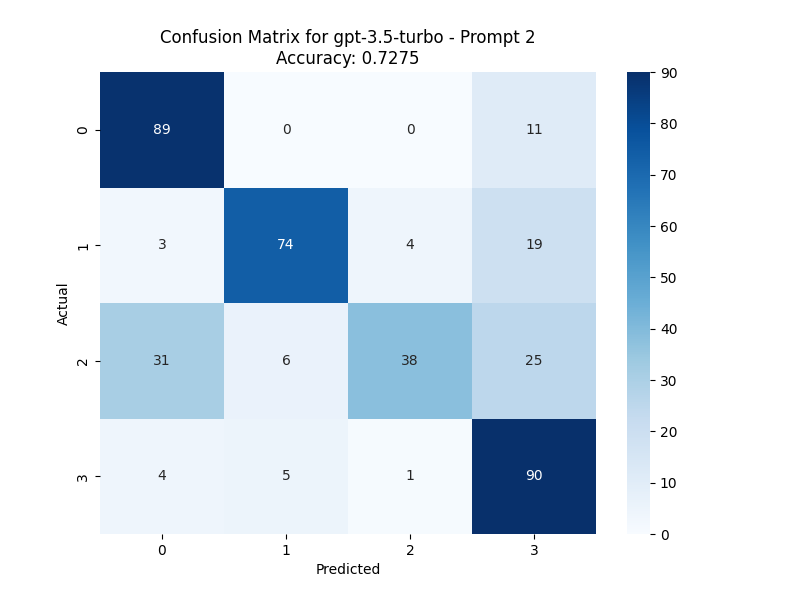 Confusion Matrix for gpt-3.5-turbo - Prompt 2
Accuracy: 0.7275
Actual
0 89 0 0 11
1 3 74 4 19
2 31 6 38 25
3 4 5 1 90
0 1 2 3
Predicted
90
80
70
60
50
40
30
20
10
0